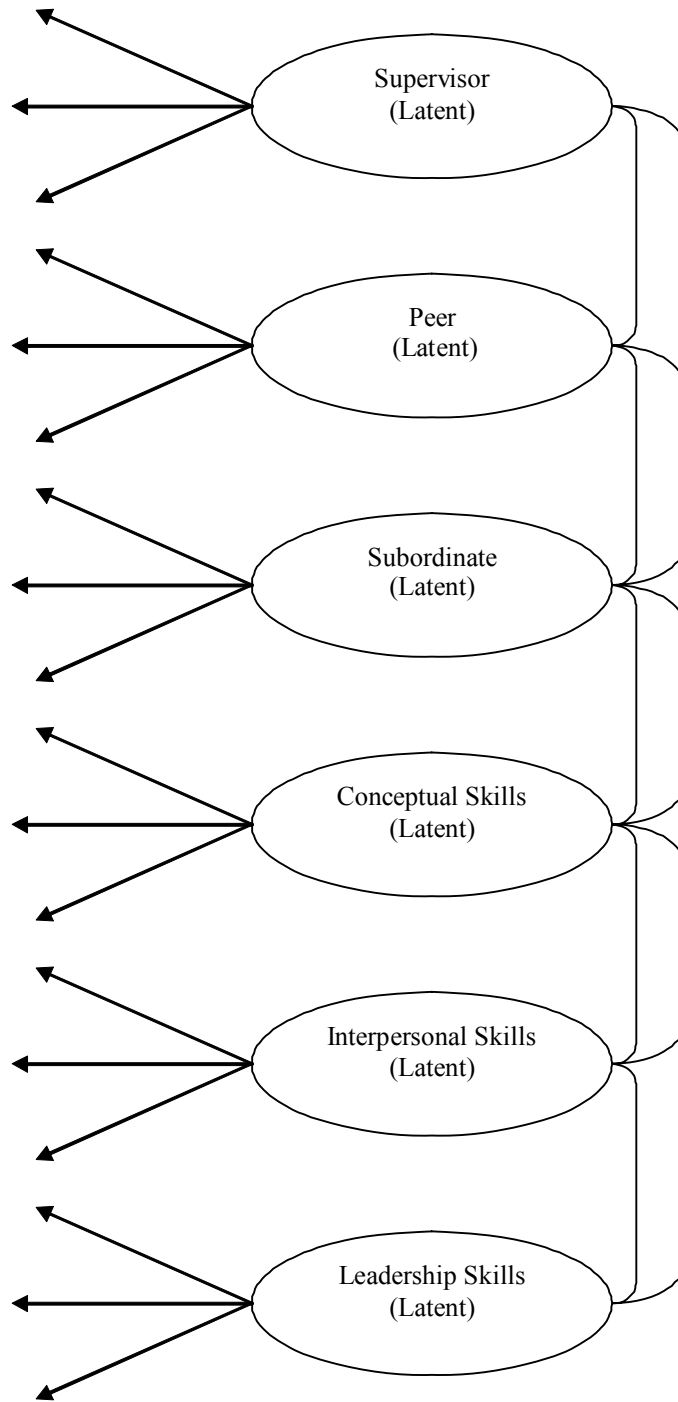 Supervisor
(Latent)
Peer
(Latent)
Subordinate
(Latent)
Conceptual Skills
(Latent)
Interpersonal Skills
(Latent)
Leadership Skills
(Latent)